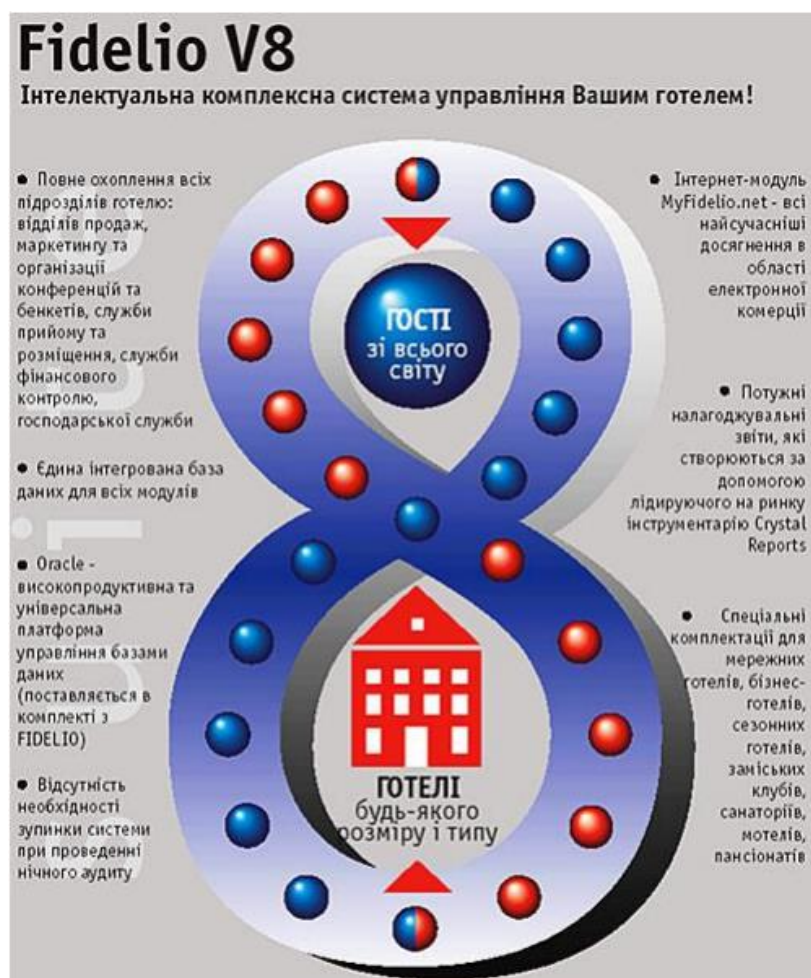 Fidelio V8
Інтелектуальна комплексна система управління Вашим готелем!
● Повне охоплення всіх
підрозділів готелю:
відділів продаж,
маркетингу та
організації
конференцій та
бенкетів, служби
прийому та
розміщення, служби
фінансового
контролю,
господарської служби
● Єдина інтегрована база
даних для всіх модулів
● Oracle -
високопродуктивна та
універсальна
платформа
управління базами
даних
(поставляється в
комплекті з
FIDELIO)
● Відсутність
необхідності
зупинки системи
при проведенні
нічного аудиту
ГОСТІ
зі всього
світу
ГОТЕЛІ
будь-якого
розміру і типу
● Інтернет-модуль
MyFidelio.net - всі
найсучасніші
досягнення в
області
електронної
комерції
● Потужні
налагоджувальні
звіти, які
створюються за
допомогою
лідируючого на ринку
інструментарію Crystal
Reports
● Спеціальні
комплектації для
мережних
готелів, бізнес-
готелів,
сезонних
готелів,
заміських
клубів,
санаторіїв,
мотелів,
пансіонатів